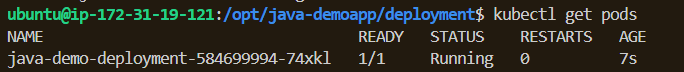 ubuntu@ip-172-31-19-121:/opt/java-demoapp/deployment$ kubectl get pods
NAME READY STATUS RESTARTS AGE
java-demo-deployment-584699994-74xkl 1/1 Running 0 7s